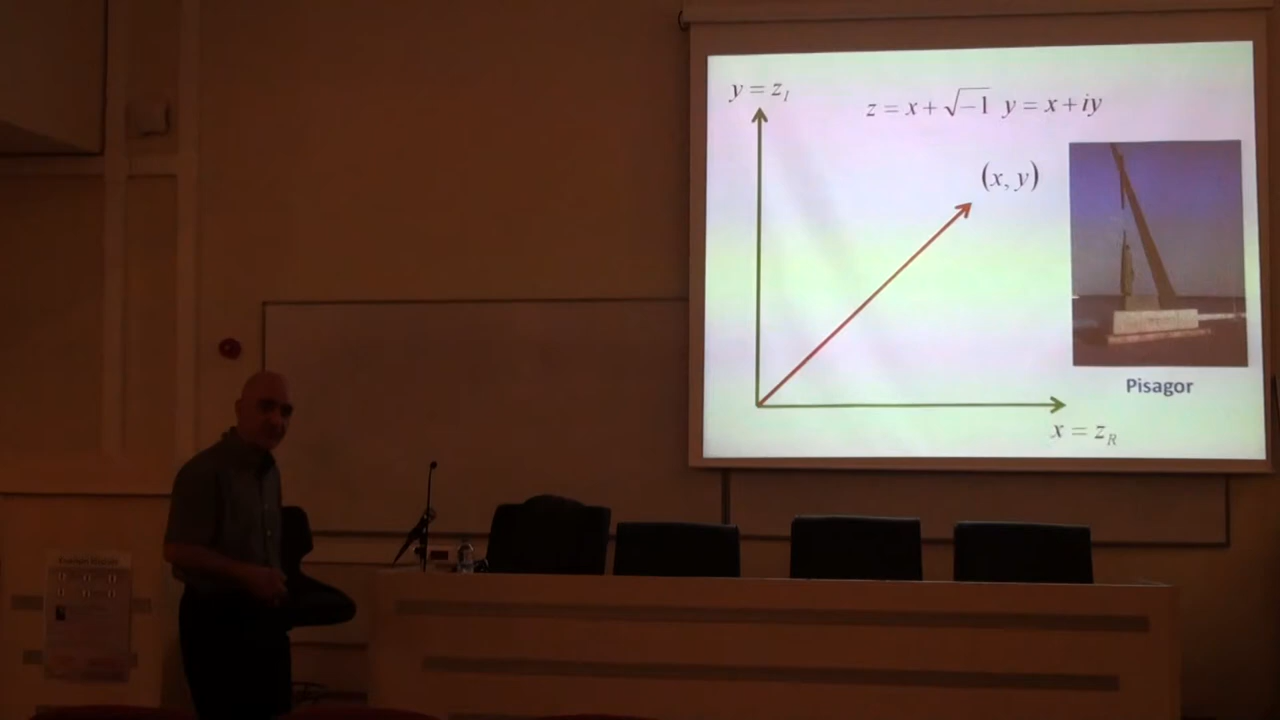 y = z_I
z = x + √−1 y = x + iy
(x, y)
Pisagor
x = z_R